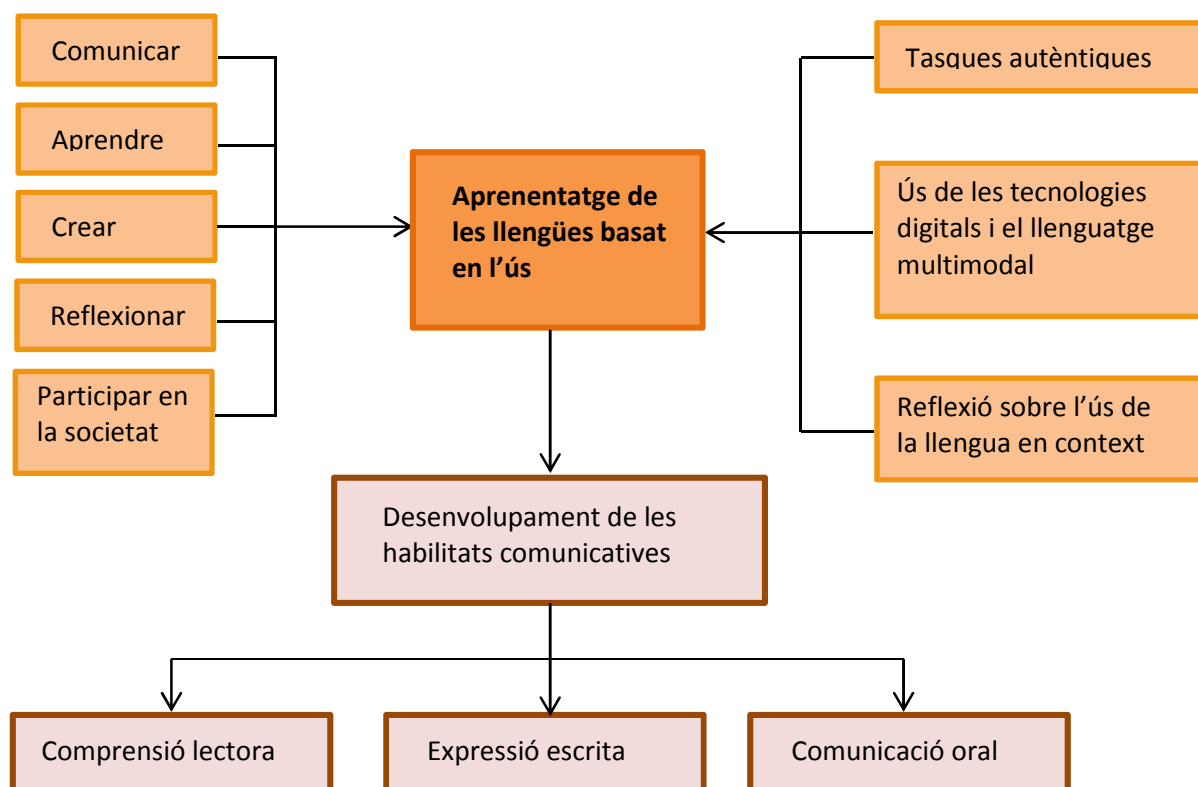 Comunicar
Aprendre
Crear
Reflexionar
Participar en
la societat
Aprenentatge de
les llengües basat
en l’ús
Tasques autèntiques
Ús de les tecnologies
digitals i el llenguatge
multimodal
Reflexió sobre l’ús de
la llengua en context
Desenvolupament de les
habilitats comunicatives
Comprensió lectora
Expressió escrita
Comunicació oral